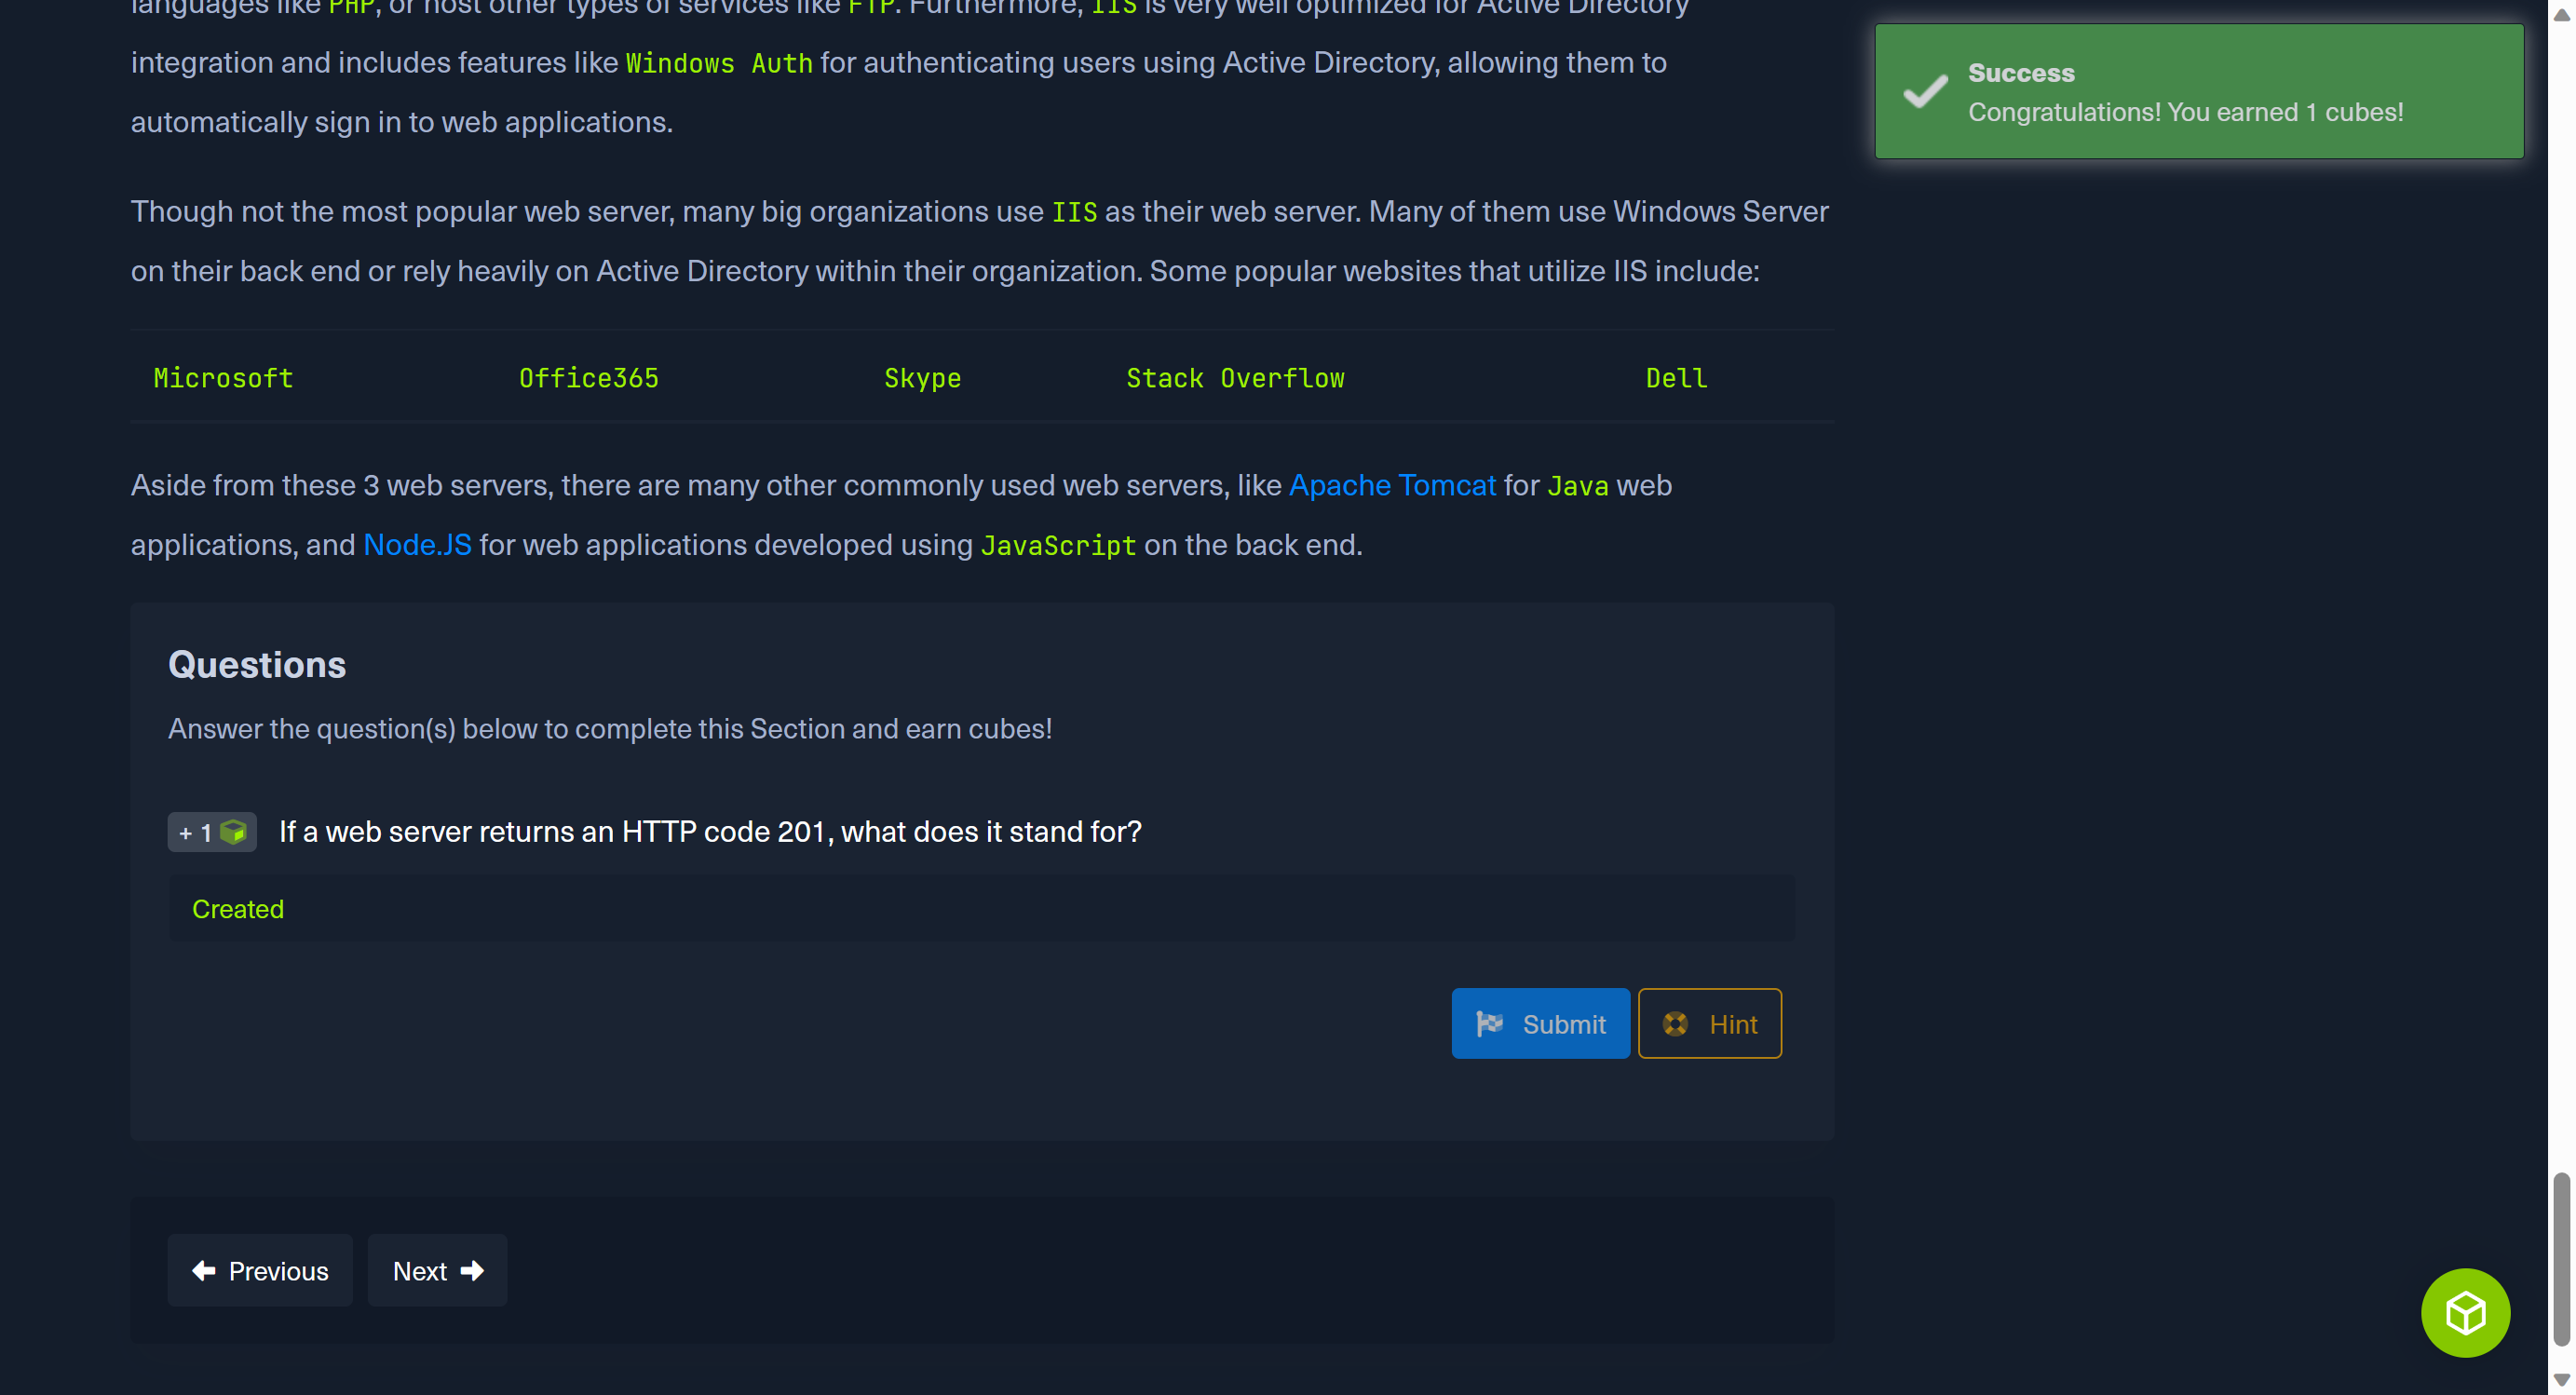 languages like PHP, or host other types of services like FTP. Furthermore, IIS is very well optimized for Active Directory
integration and includes features like Windows Auth for authenticating users using Active Directory, allowing them to
automatically sign in to web applications.
Success
Congratulations! You earned 1 cubes!
Though not the most popular web server, many big organizations use IIS as their web server. Many of them use Windows Server
on their back end or rely heavily on Active Directory within their organization. Some popular websites that utilize IIS include:
Microsoft Office365 Skype Stack Overflow Dell
Aside from these 3 web servers, there are many other commonly used web servers, like Apache Tomcat for Java web
applications, and Node.JS for web applications developed using JavaScript on the back end.
Questions
Answer the question(s) below to complete this Section and earn cubes!
+ 1 If a web server returns an HTTP code 201, what does it stand for?
Created
Submit Hint
Previous Next